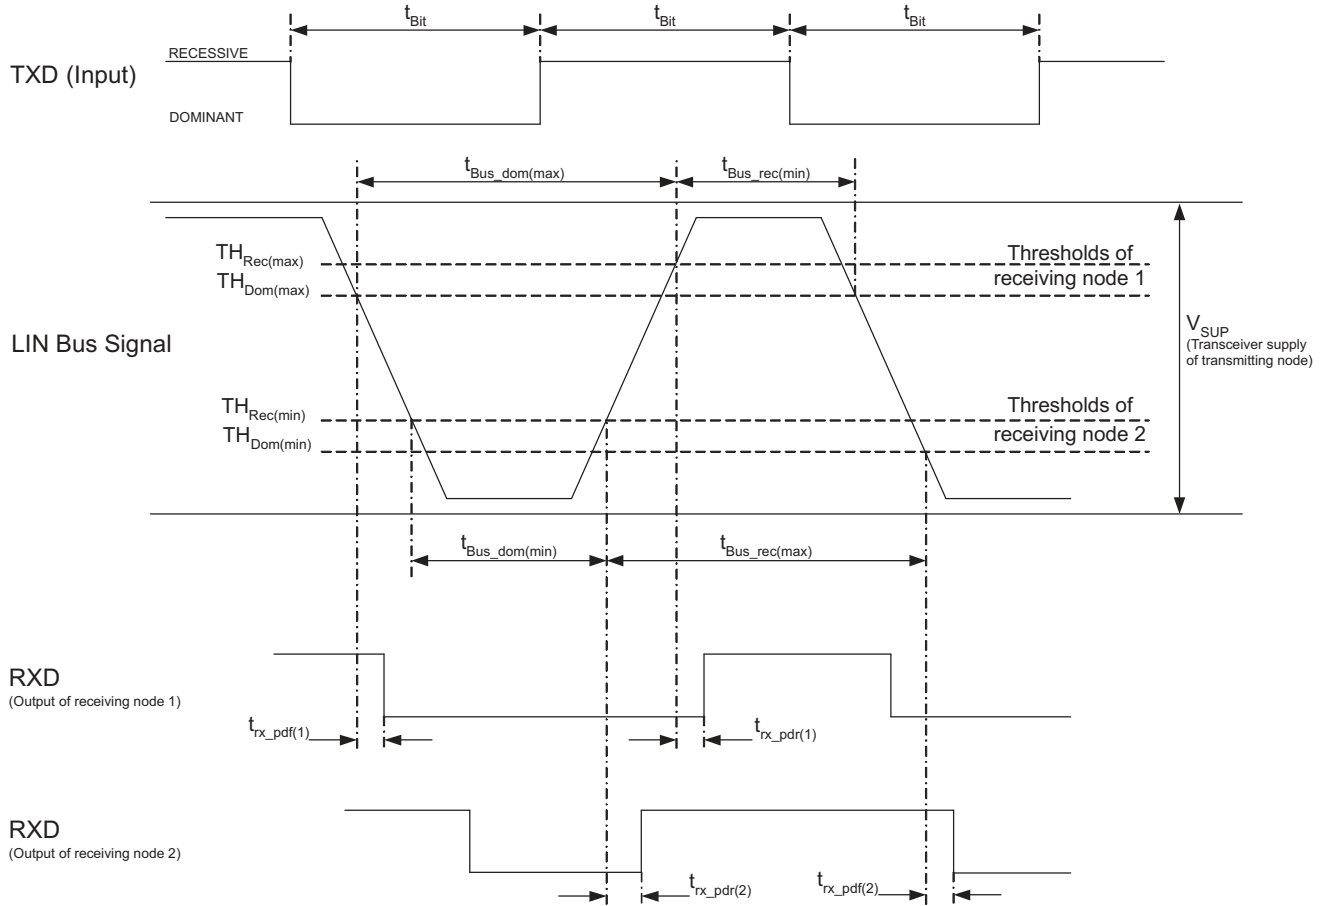 tBit tBit tBit
RECESSIVE
TXD (Input)
DOMINANT
tBus_dom(max) tBus_rec(min)
THRec(max) Thresholds of
THDom(max) receiving node 1
LIN Bus Signal
VSUP
(Transceiver supply
of transmitting node)
THRec(min) Thresholds of
THDom(min) receiving node 2
tBus_dom(min) tBus_rec(max)
RXD
(Output of receiving node 1)
trx_pdf(1) trx_pdr(1)
RXD
(Output of receiving node 2)
trx_pdr(2) trx_pdf(2)